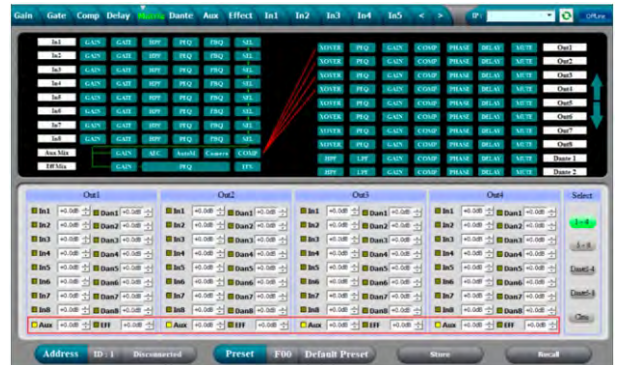 Gain Gate Comp Delay Matrix Dante Aux Effect In1 In2 In3 In4 In5 < > IP: OffLine
In1 GAIN GATE HPF PEQ FBQ SEL
In2 GAIN GATE HPF PEQ FBQ SEL XOVER PEQ GAIN COMP PHASE DELAY MUTE Out1
In3 GAIN GATE HPF PEQ FBQ SEL XOVER PEQ GAIN COMP PHASE DELAY MUTE Out2
In4 GAIN GATE HPF PEQ FBQ SEL XOVER PEQ GAIN COMP PHASE DELAY MUTE Out3
In5 GAIN GATE HPF PEQ FBQ SEL XOVER PEQ GAIN COMP PHASE DELAY MUTE Out4
In6 GAIN GATE HPF PEQ FBQ SEL XOVER PEQ GAIN COMP PHASE DELAY MUTE Out5
In7 GAIN GATE HPF PEQ FBQ SEL XOVER PEQ GAIN COMP PHASE DELAY MUTE Out6
In8 GAIN GATE HPF PEQ FBQ SEL XOVER PEQ GAIN COMP PHASE DELAY MUTE Out7
Aux Mix GAIN AEC AutoM Camera COMP XOVER PEQ GAIN COMP PHASE DELAY MUTE Out8
Eff Mix GAIN PEQ EFX HPF LPF GAIN COMP PHASE DELAY MUTE Dante 1
HPF LPF GAIN COMP PHASE DELAY MUTE Dante 2
Out1 Out2 Out3 Out4 Select
In1 +0.0dB Dan1 +0.0dB In1 +0.0dB Dan1 +0.0dB In1 +0.0dB Dan1 +0.0dB In1 +0.0dB Dan1 +0.0dB
In2 +0.0dB Dan2 +0.0dB In2 +0.0dB Dan2 +0.0dB In2 +0.0dB Dan2 +0.0dB In2 +0.0dB Dan2 +0.0dB 1-4
In3 +0.0dB Dan3 +0.0dB In3 +0.0dB Dan3 +0.0dB In3 +0.0dB Dan3 +0.0dB In3 +0.0dB Dan3 +0.0dB
In4 +0.0dB Dan4 +0.0dB In4 +0.0dB Dan4 +0.0dB In4 +0.0dB Dan4 +0.0dB In4 +0.0dB Dan4 +0.0dB
In5 +0.0dB Dan5 +0.0dB In5 +0.0dB Dan5 +0.0dB In5 +0.0dB Dan5 +0.0dB In5 +0.0dB Dan5 +0.0dB
In6 +0.0dB Dan6 +0.0dB In6 +0.0dB Dan6 +0.0dB In6 +0.0dB Dan6 +0.0dB In6 +0.0dB Dan6 +0.0dB
In7 +0.0dB Dan7 +0.0dB In7 +0.0dB Dan7 +0.0dB In7 +0.0dB Dan7 +0.0dB In7 +0.0dB Dan7 +0.0dB
In8 +0.0dB Dan8 +0.0dB In8 +0.0dB Dan8 +0.0dB In8 +0.0dB Dan8 +0.0dB In8 +0.0dB Dan8 +0.0dB
Aux +0.0dB Eff +0.0dB Aux +0.0dB Eff +0.0dB Aux +0.0dB Eff +0.0dB Aux +0.0dB Eff +0.0dB
Address ID : 1 Disconnected Preset F00 Default Preset Store Recall